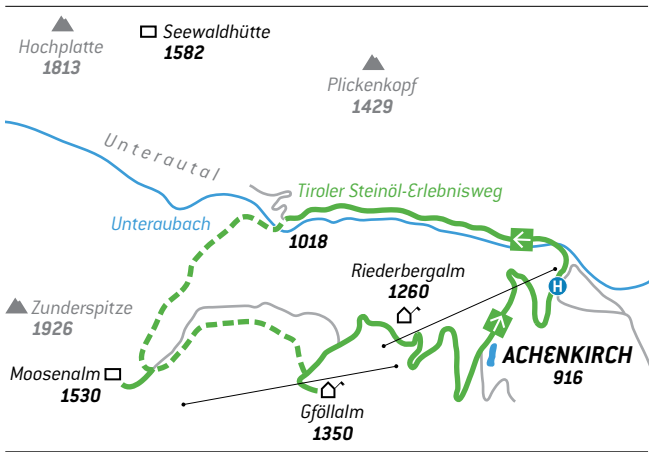 Seewaldhütte
1582
Hochplatte
1813
Plickenkopf
1429
Unterautal
Tiroler Steinöl-Erlebnisweg
Unteraubach
1018
Riederbergalm
1260
H
Zunderspitze
1926
ACHENKIRCH
916
Moosenalm
1530
Gföllalm
1350